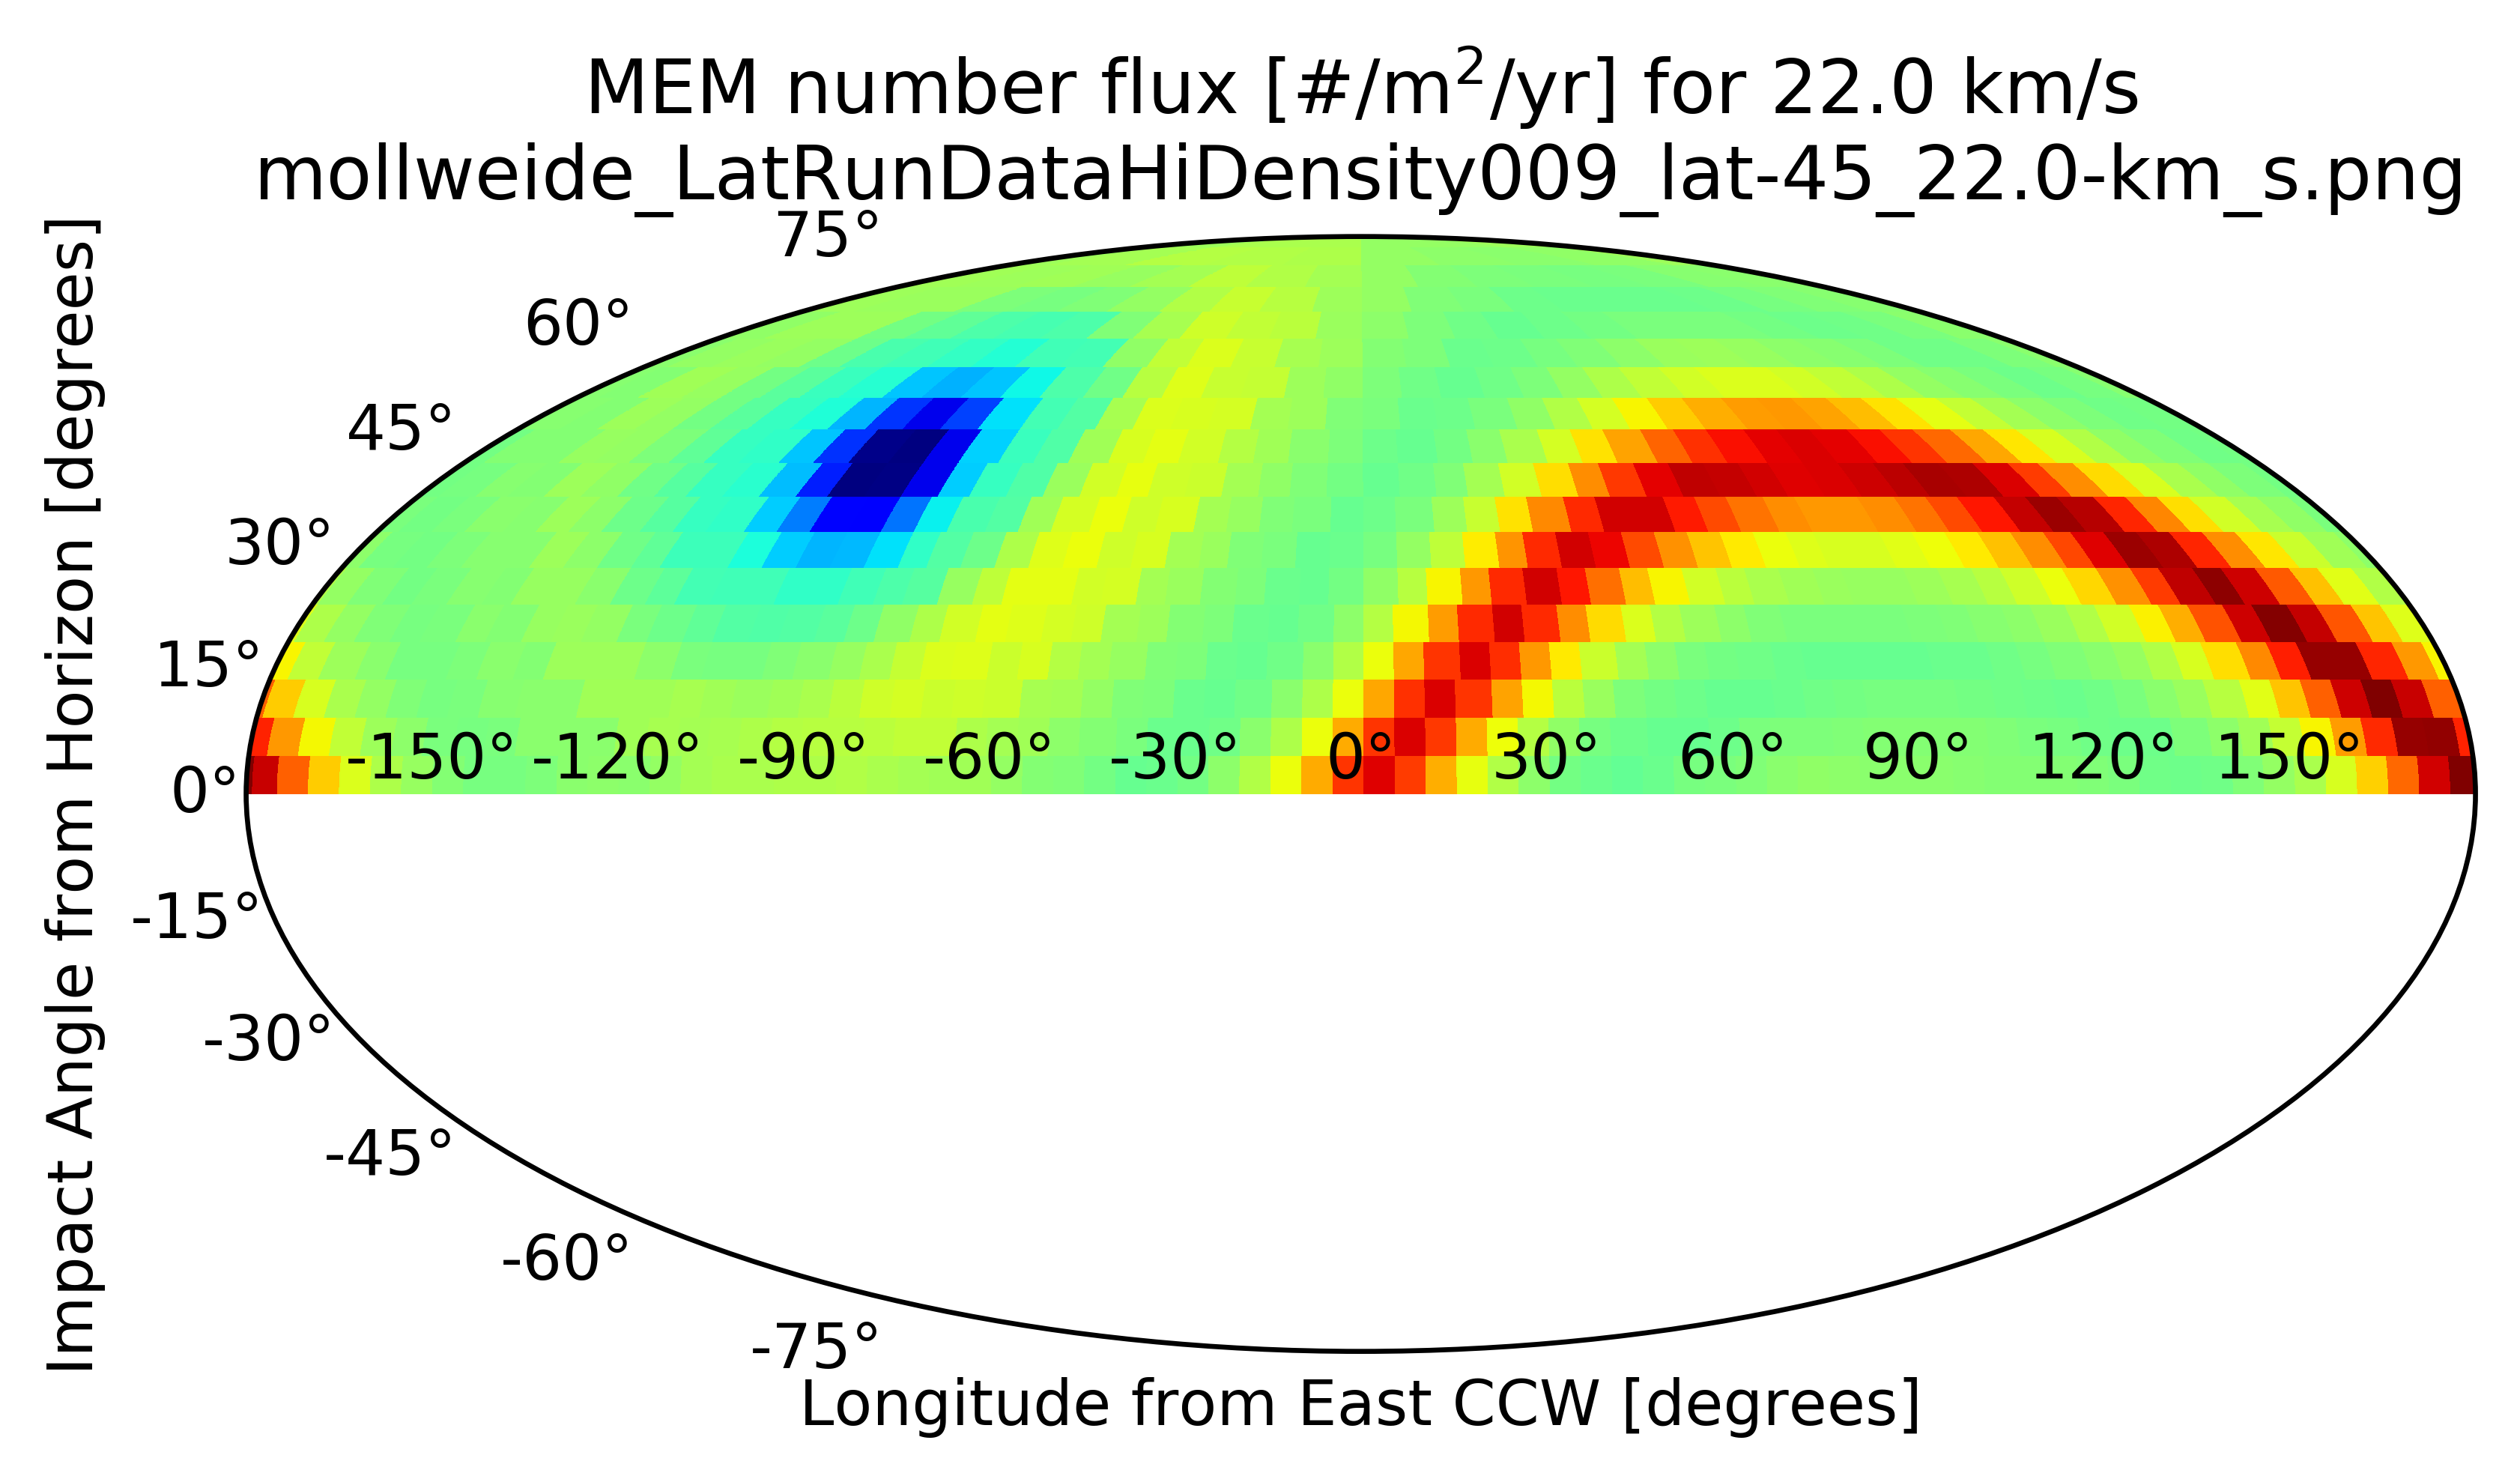 MEM number flux [#/m²/yr] for 22.0 km/s
mollweide_LatRunDataHiDensity009_lat-45_22.0-km_s.png
Impact Angle from Horizon [degrees]
75°
60°
45°
30°
15°
0°
-15°
-30°
-45°
-60°
-75°
-150° -120° -90° -60° -30° 0° 30° 60° 90° 120° 150°
Longitude from East CCW [degrees]